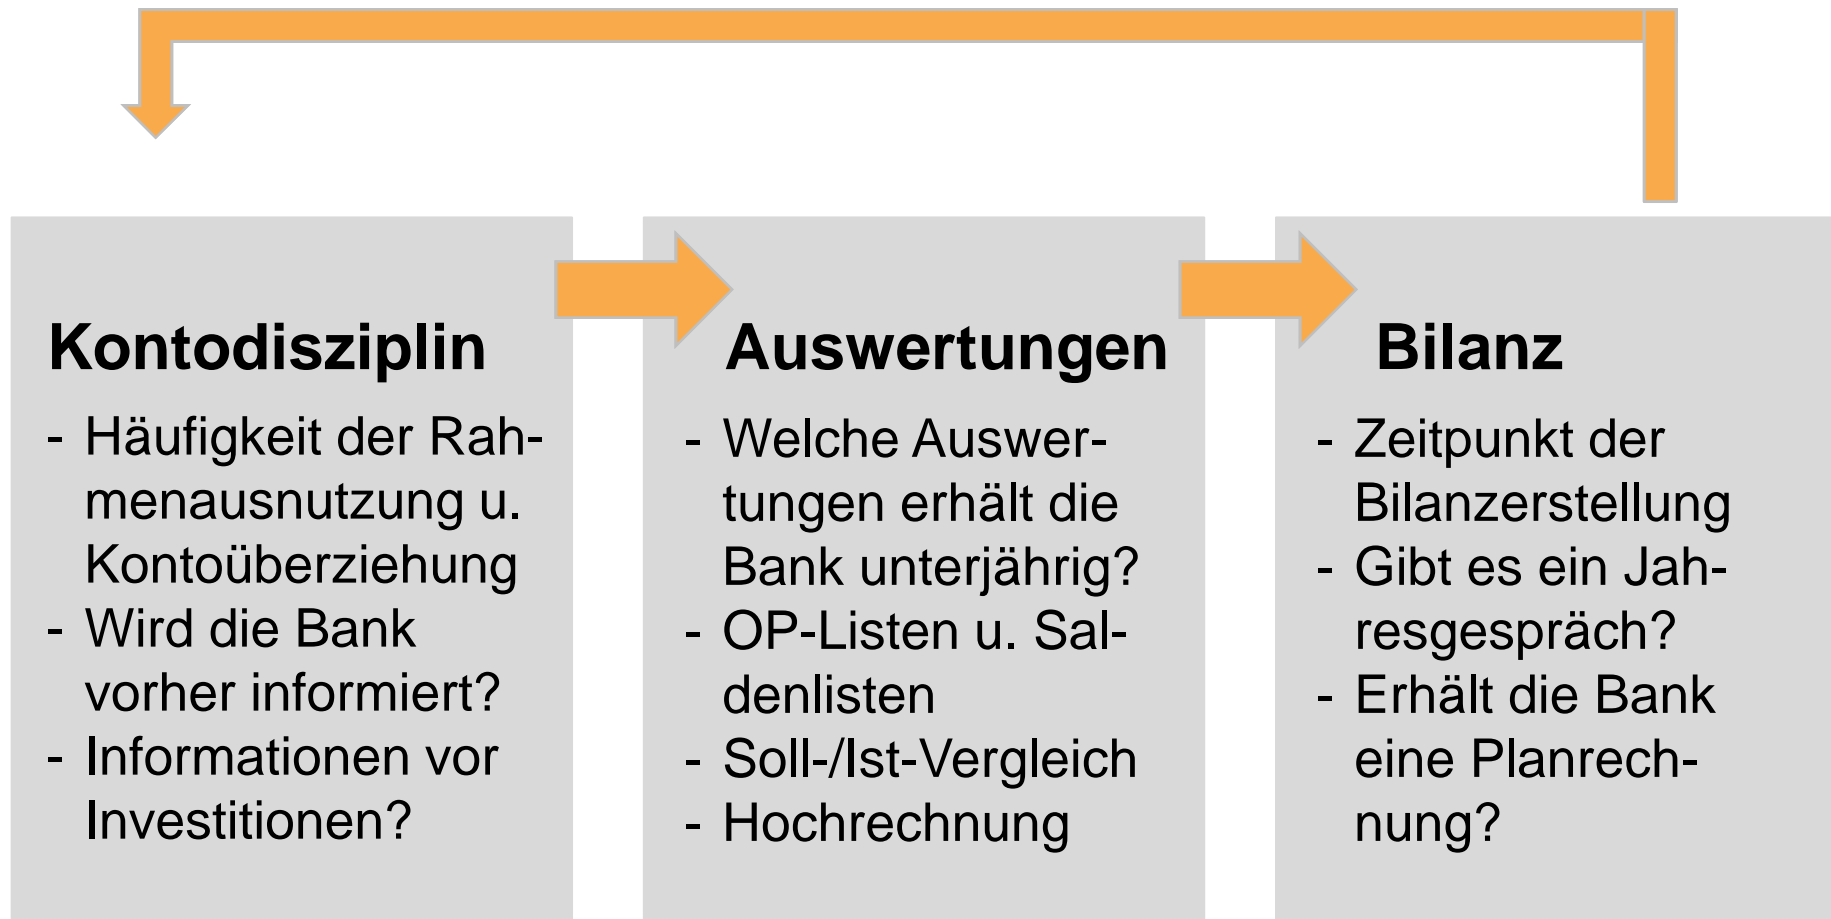 Kontodisziplin
- Häufigkeit der Rah-
menausnutzung u.
Kontoüberziehung
- Wird die Bank
vorher informiert?
- Informationen vor
Investitionen?
Auswertungen
- Welche Auswer-
tungen erhält die
Bank unterjährig?
- OP-Listen u. Sal-
denlisten
- Soll-/Ist-Vergleich
- Hochrechnung
Bilanz
- Zeitpunkt der
Bilanzerstellung
- Gibt es ein Jah-
resgespräch?
- Erhält die Bank
eine Planrech-
nung?